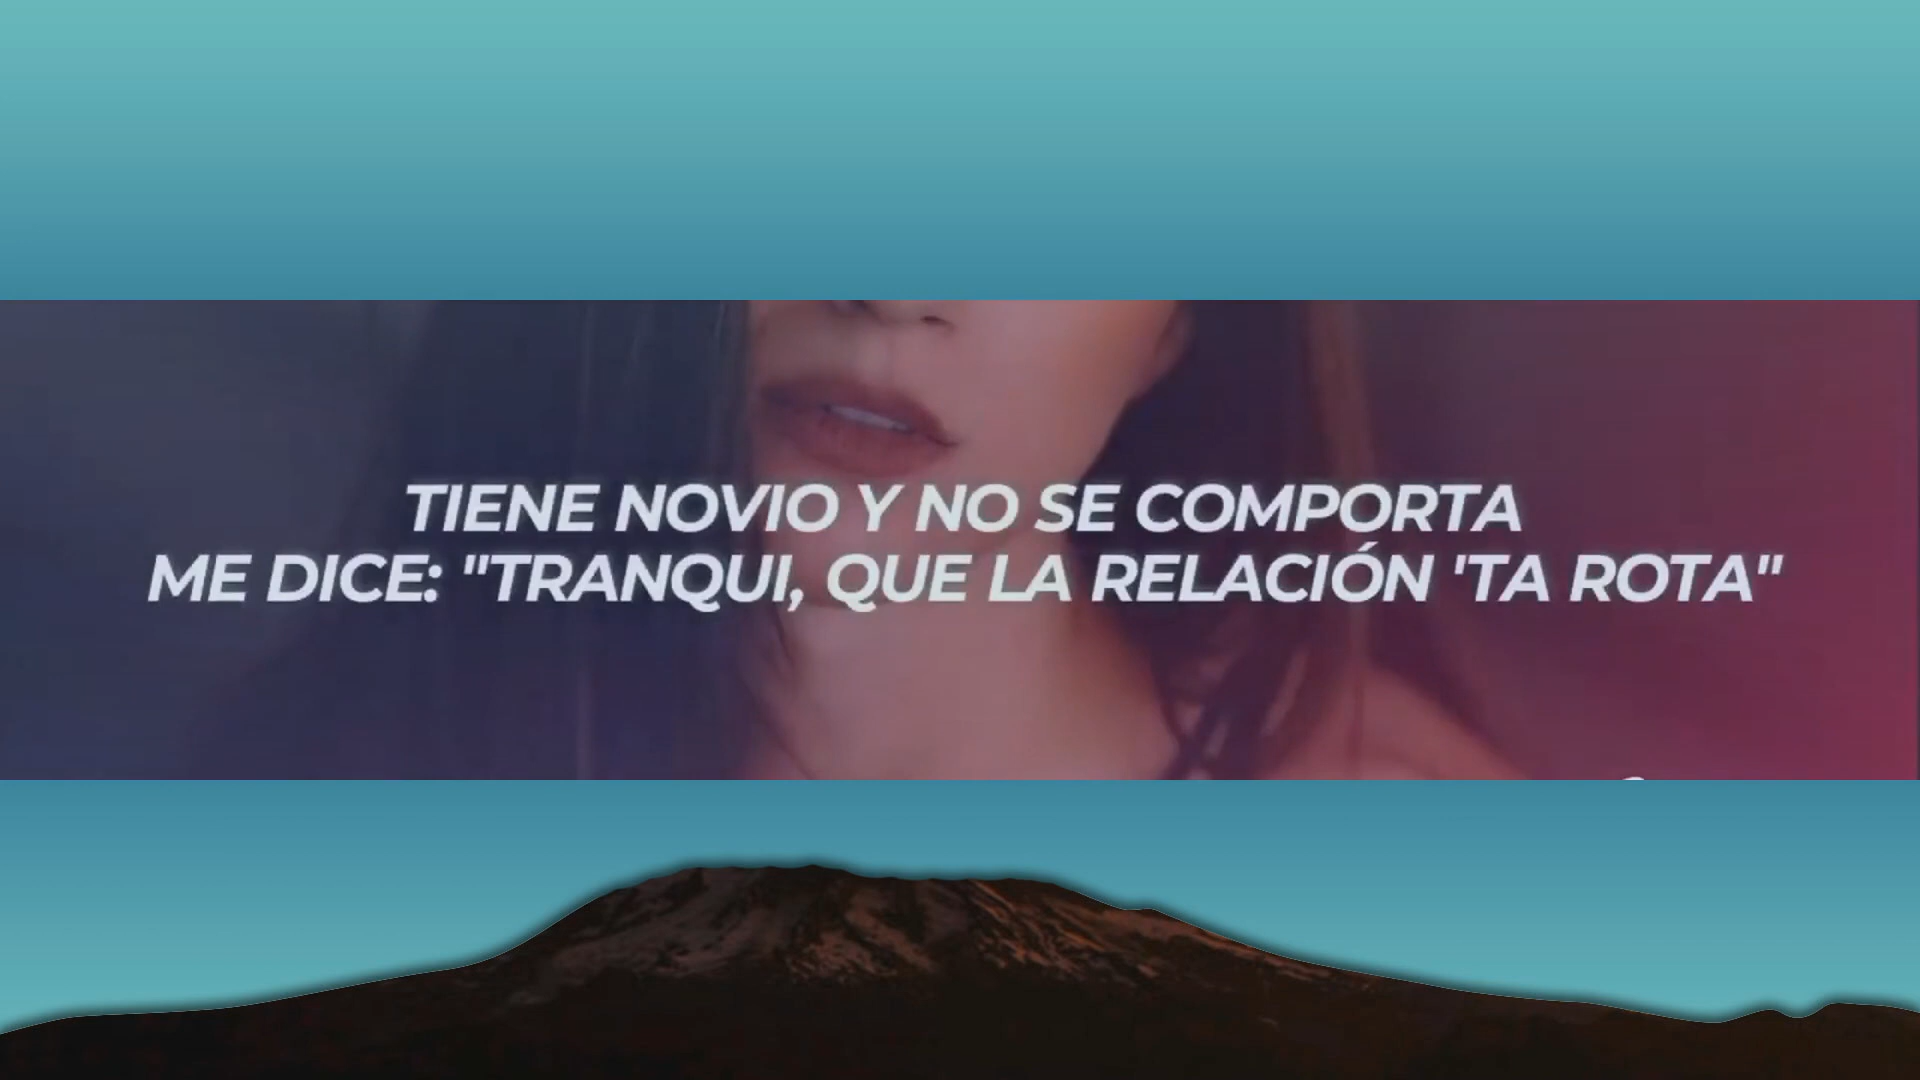 TIENE NOVIO Y NO SE COMPORTA
ME DICE: "TRANQUI, QUE LA RELACIÓN 'TA ROTA"